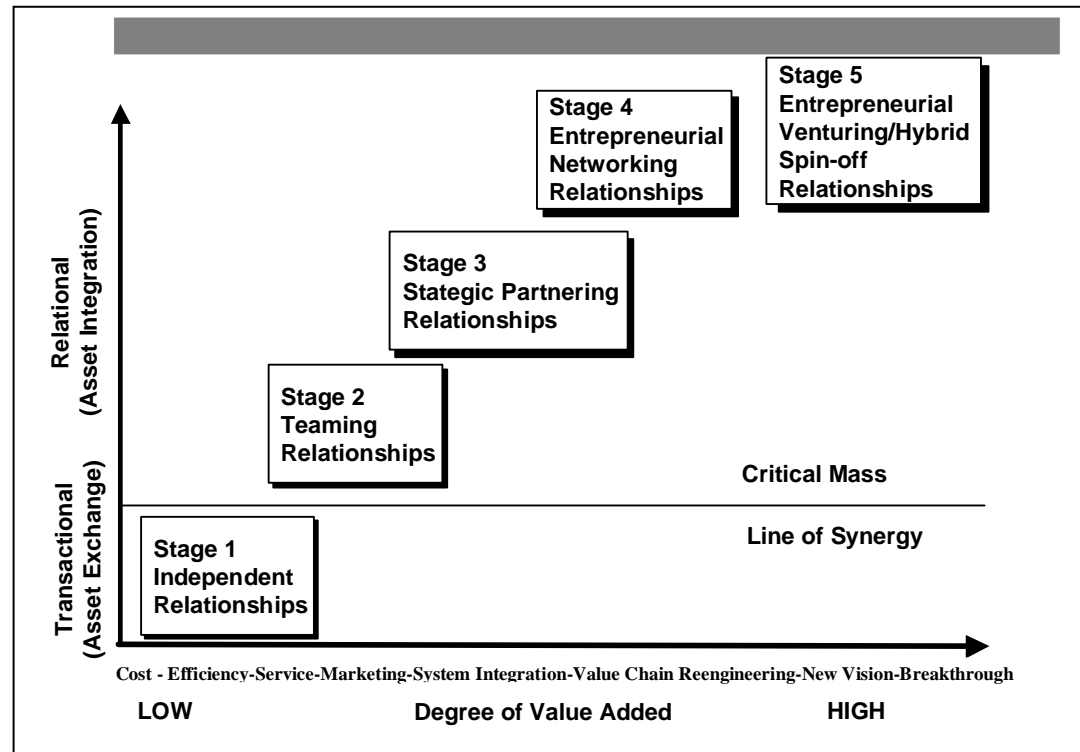 Stage 5
Entrepreneurial
Venturing/Hybrid
Spin-off
Relationships
Stage 4
Entrepreneurial
Networking
Relationships
Stage 3
Stategic Partnering
Relationships
Stage 2
Teaming
Relationships
Stage 1
Independent
Relationships
Relational
(Asset Integration)
Transactional
(Asset Exchange)
Critical Mass
Line of Synergy
Cost - Efficiency-Service-Marketing-System Integration-Value Chain Reengineering-New Vision-Breakthrough
LOW Degree of Value Added HIGH